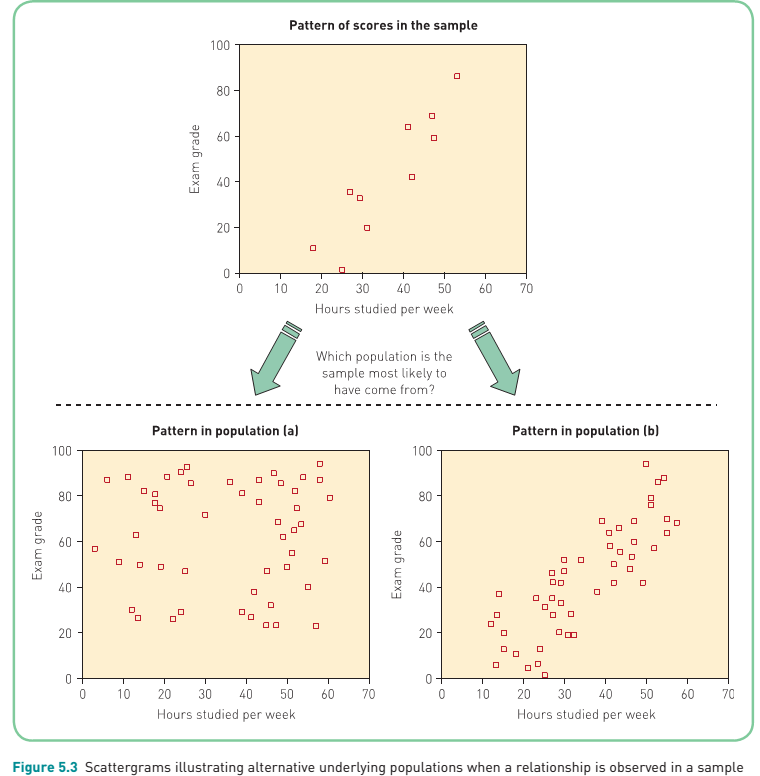 Pattern of scores in the sample
100
80
60
40
20
0
Exam grade
0 10 20 30 40 50 60 70
Hours studied per week
Which population is the
sample most likely to
have come from?
Pattern in population (a)
100
80
60
40
20
0
Exam grade
0 10 20 30 40 50 60 70
Hours studied per week
Pattern in population (b)
100
80
60
40
20
0
Exam grade
0 10 20 30 40 50 60 70
Hours studied per week
Figure 5.3 Scattergrams illustrating alternative underlying populations when a relationship is observed in a sample